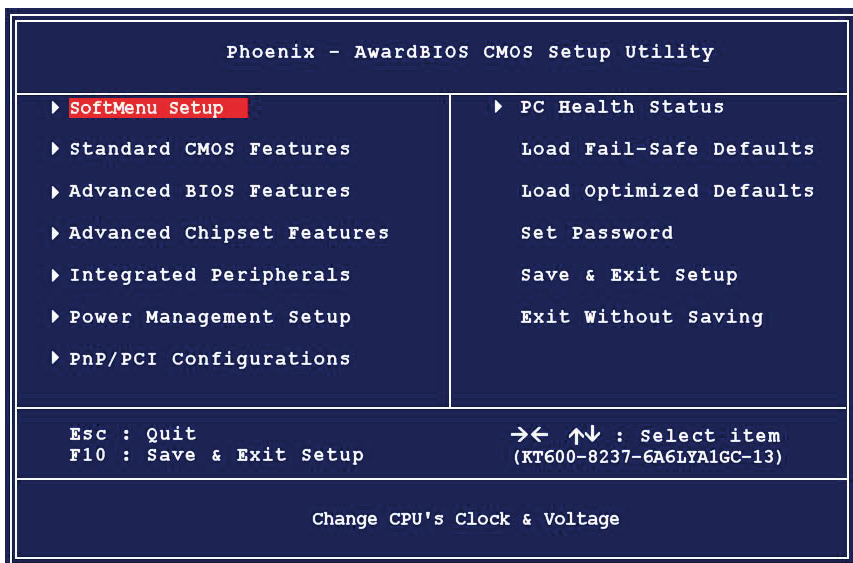 Phoenix - AwardBIOS CMOS Setup Utility
SoftMenu Setup
Standard CMOS Features
Advanced BIOS Features
Advanced Chipset Features
Integrated Peripherals
Power Management Setup
PnP/PCI Configurations
PC Health Status
Load Fail-Safe Defaults
Load Optimized Defaults
Set Password
Save & Exit Setup
Exit Without Saving
Esc : Quit
F10 : Save & Exit Setup
→← ↑↓ : Select item
(KT600-8237-6A6LYA1GC-13)
Change CPU's Clock & Voltage